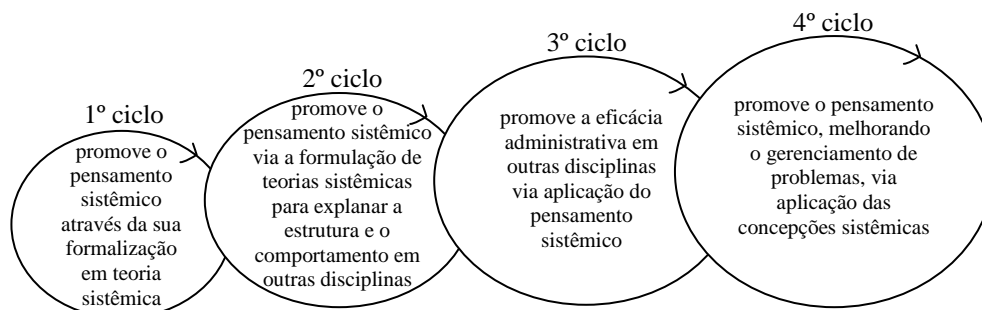 1º ciclo
promove o
pensamento
sistêmico
através da sua
formalização
em teoria
sistêmica
2º ciclo
promove o
pensamento sistêmico
via a formulação de
teorias sistêmicas
para explanar a
estrutura e o
comportamento em
outras disciplinas
3º ciclo
promove a eficácia
administrativa em
outras disciplinas
via aplicação do
pensamento
sistêmico
4º ciclo
promove o pensamento
sistêmico, melhorando
o gerenciamento de
problemas, via
aplicação das
concepções sistêmicas